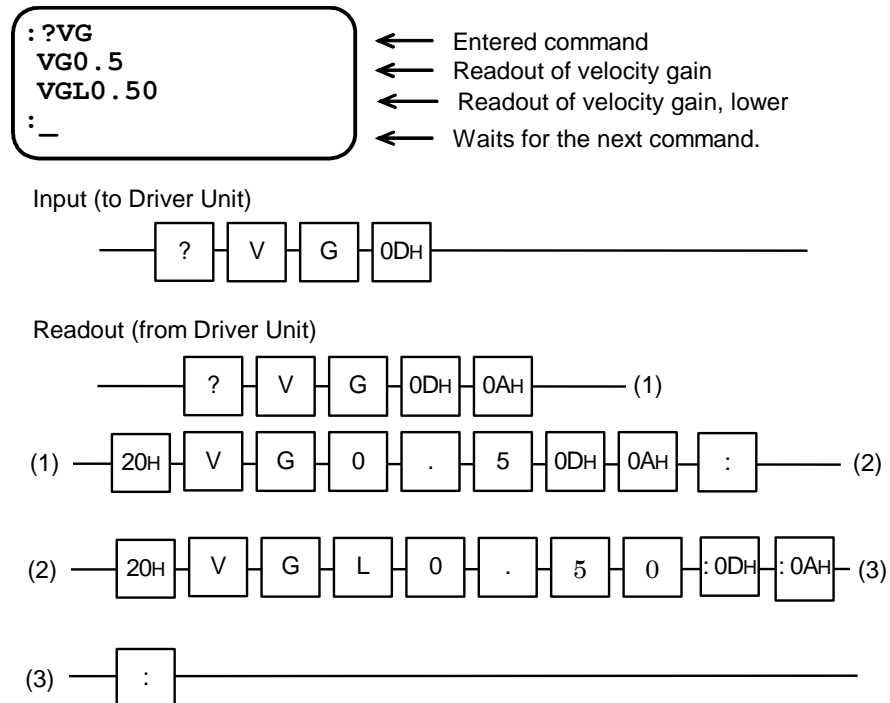 :?VG ← Entered command
VG0.5 ← Readout of velocity gain
VGL0.50 ← Readout of velocity gain, lower
:_ ← Waits for the next command.
Input (to Driver Unit)
? V G 0DH
Readout (from Driver Unit)
? V G 0DH 0AH (1)
(1) 20H V G 0 . 5 0DH 0AH : (2)
(2) 20H V G L 0 . 5 0 : 0DH : 0AH (3)
(3) :